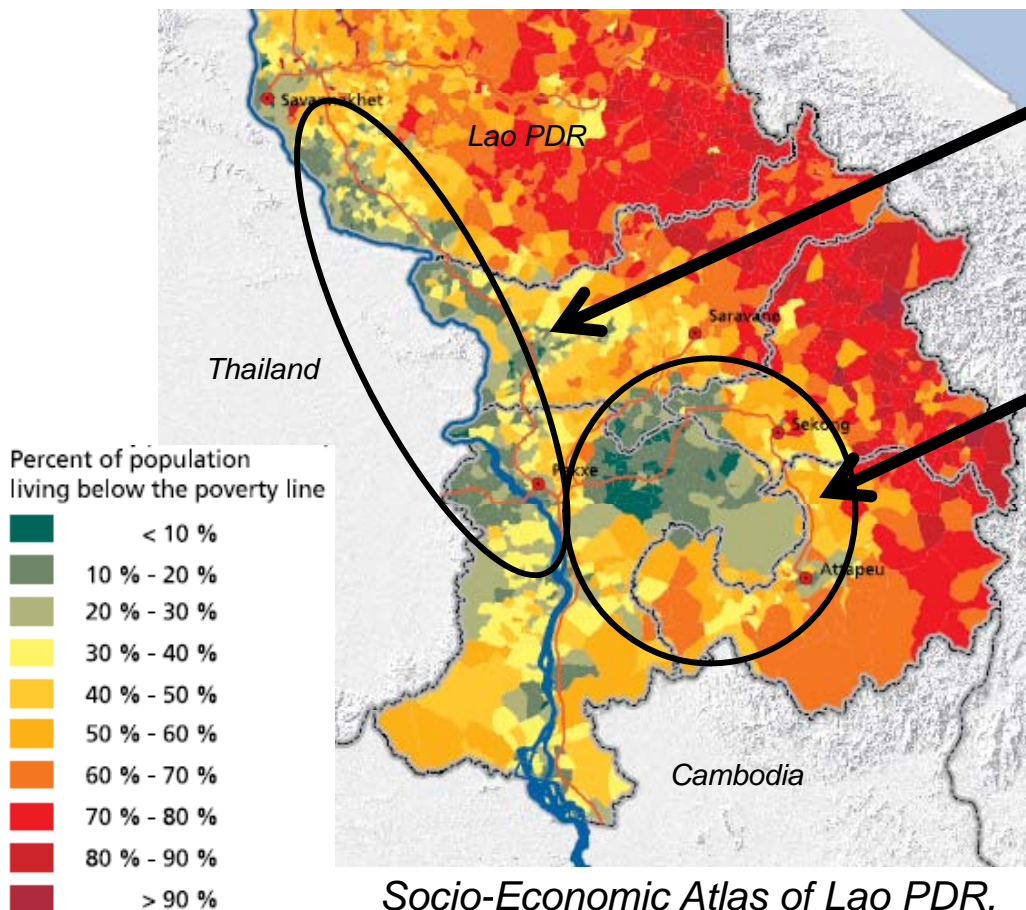 Savannakhet
Lao PDR
Saravane
Thailand
Sekong
Pakxe
Attapeu
Cambodia
Percent of population
living below the poverty line
< 10 %
10 % - 20 %
20 % - 30 %
30 % - 40 %
40 % - 50 %
50 % - 60 %
60 % - 70 %
70 % - 80 %
80 % - 90 %
> 90 %
Socio-Economic Atlas of Lao PDR.